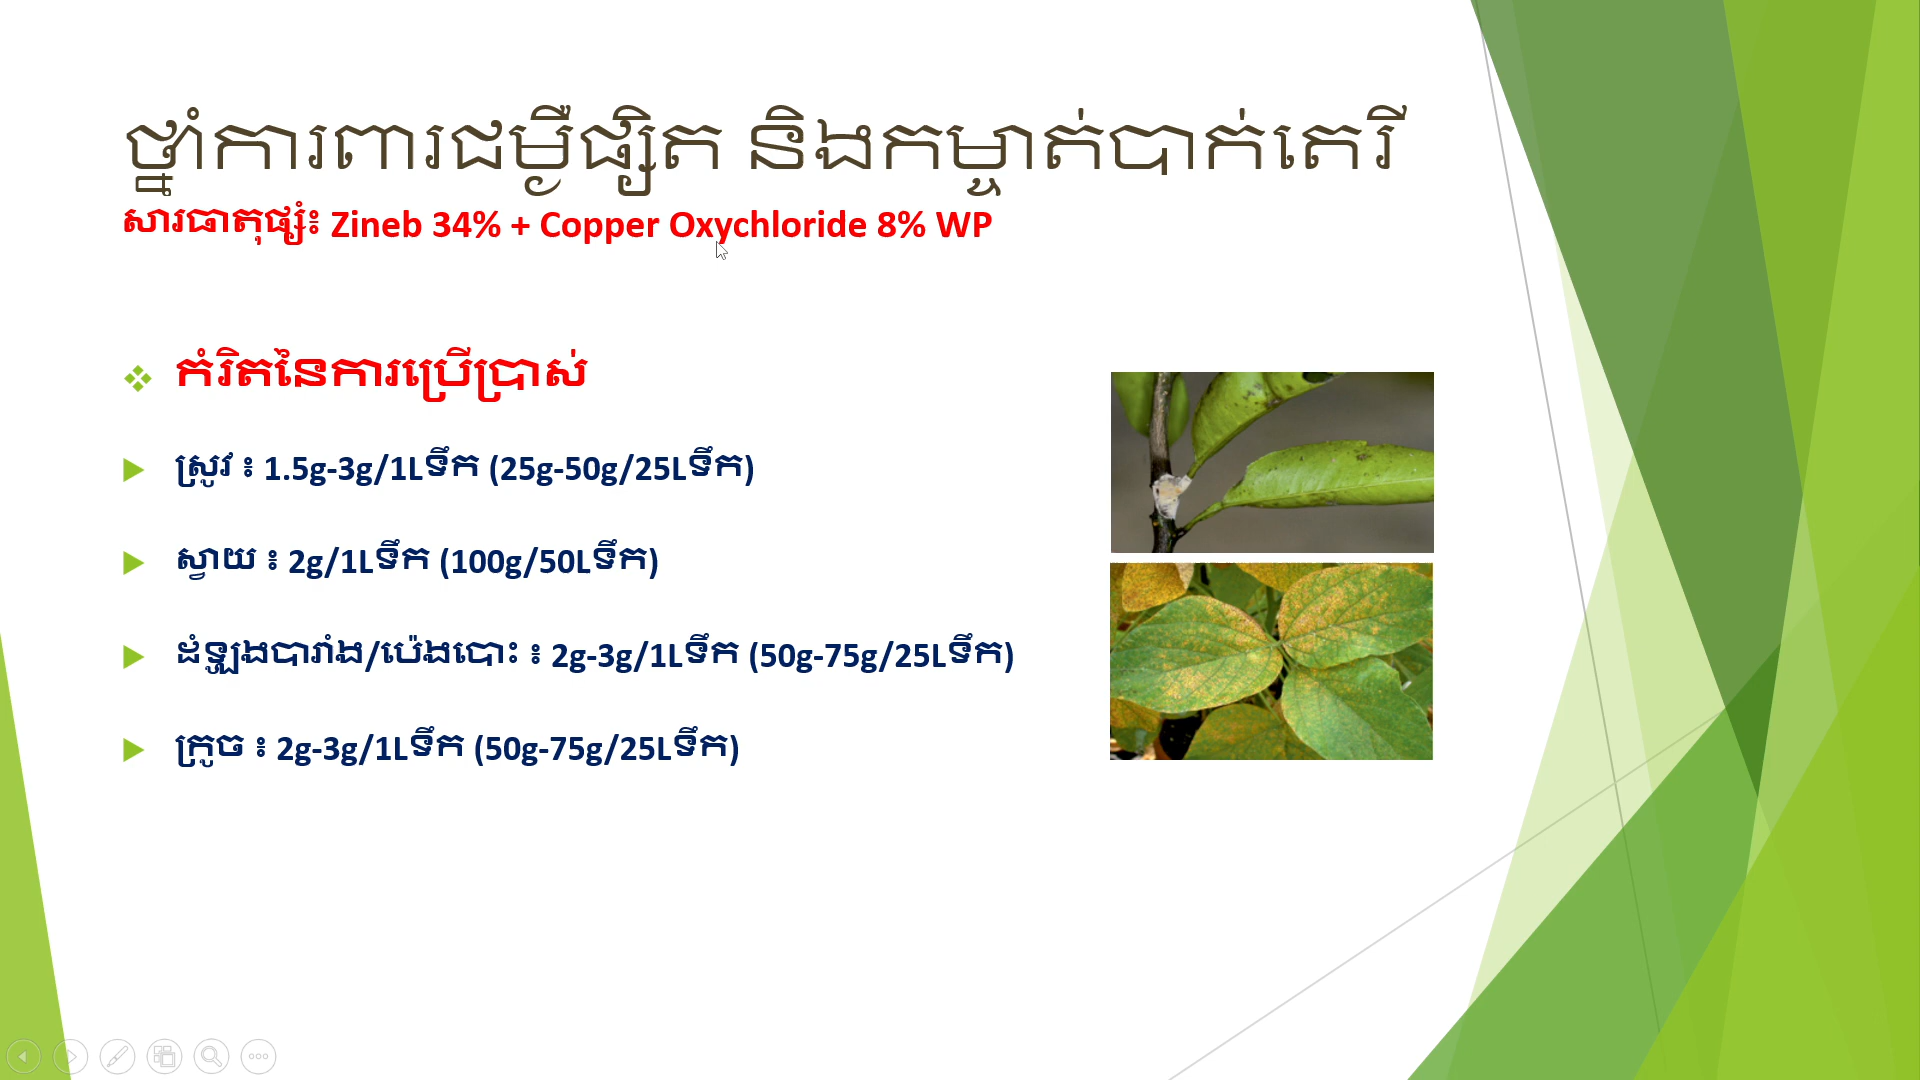 ថ្នាំការពារជម្ងឺផ្សិត និងកម្ចាត់បាក់តេរី
សារធាតុផ្សំ៖ Zineb 34% + Copper Oxychloride 8% WP
កំរិតនៃការប្រើប្រាស់
ស្រូវ ៖ 1.5g-3g/1Lទឹក (25g-50g/25Lទឹក)
ស្វាយ ៖ 2g/1Lទឹក (100g/50Lទឹក)
ដំឡូងបារាំង/ប៉េងបោះ ៖ 2g-3g/1Lទឹក (50g-75g/25Lទឹក)
ក្រូច ៖ 2g-3g/1Lទឹក (50g-75g/25Lទឹក)